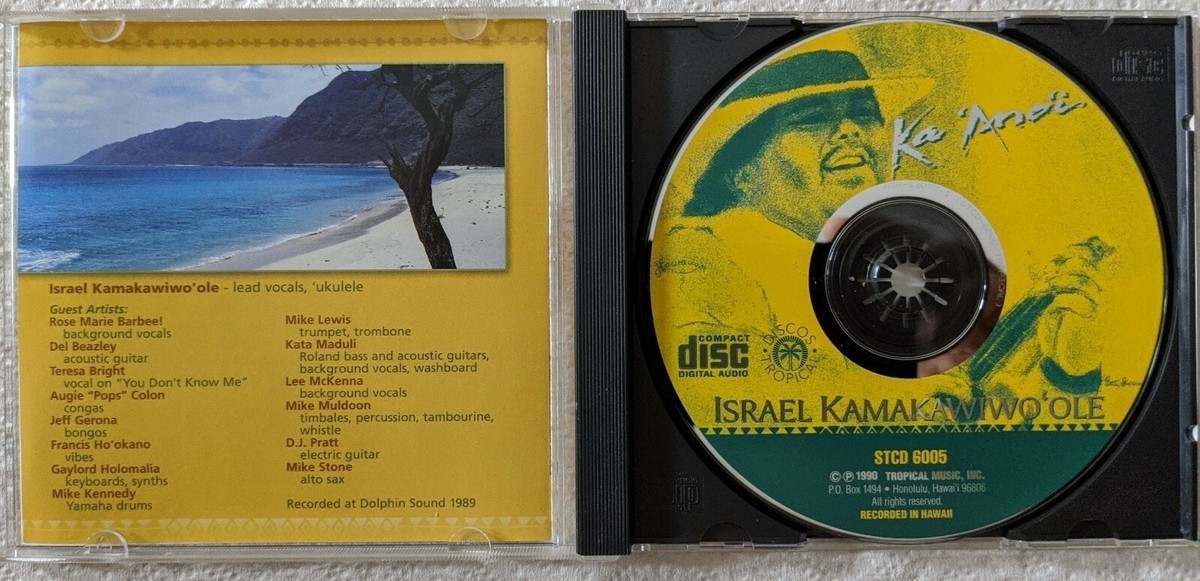 Israel Kamakawiwo'ole - lead vocals, 'ukulele
Guest Artists:
Rose Marie Barbee!
background vocals
Del Beazley
acoustic guitar
Teresa Bright
vocal on "You Don't Know Me"
Augie "Pops" Colon
congas
Jeff Gerona
bongos
Francis Ho'okano
vibes
Gaylord Holomalia
keyboards, synths
Mike Kennedy
Yamaha drums
Mike Lewis
trumpet, trombone
Kata Maduli
Roland bass and acoustic guitars,
background vocals, washboard
Lee McKenna
background vocals
Mike Muldoon
timbales, percussion, tambourine,
whistle
D.J. Pratt
electric guitar
Mike Stone
alto sax
Recorded at Dolphin Sound 1989
Ka 'Ano'i
Hawaiian
COMPACT
disc
DIGITAL AUDIO
DISCOS TROPICAL
ISRAEL KAMAKAWIWO'OLE
STCD 6005
© ℗ 1990 TROPICAL MUSIC, INC.
P.O. Box 1494 • Honolulu, Hawai'i 96806
All rights reserved.
RECORDED IN HAWAII
disc